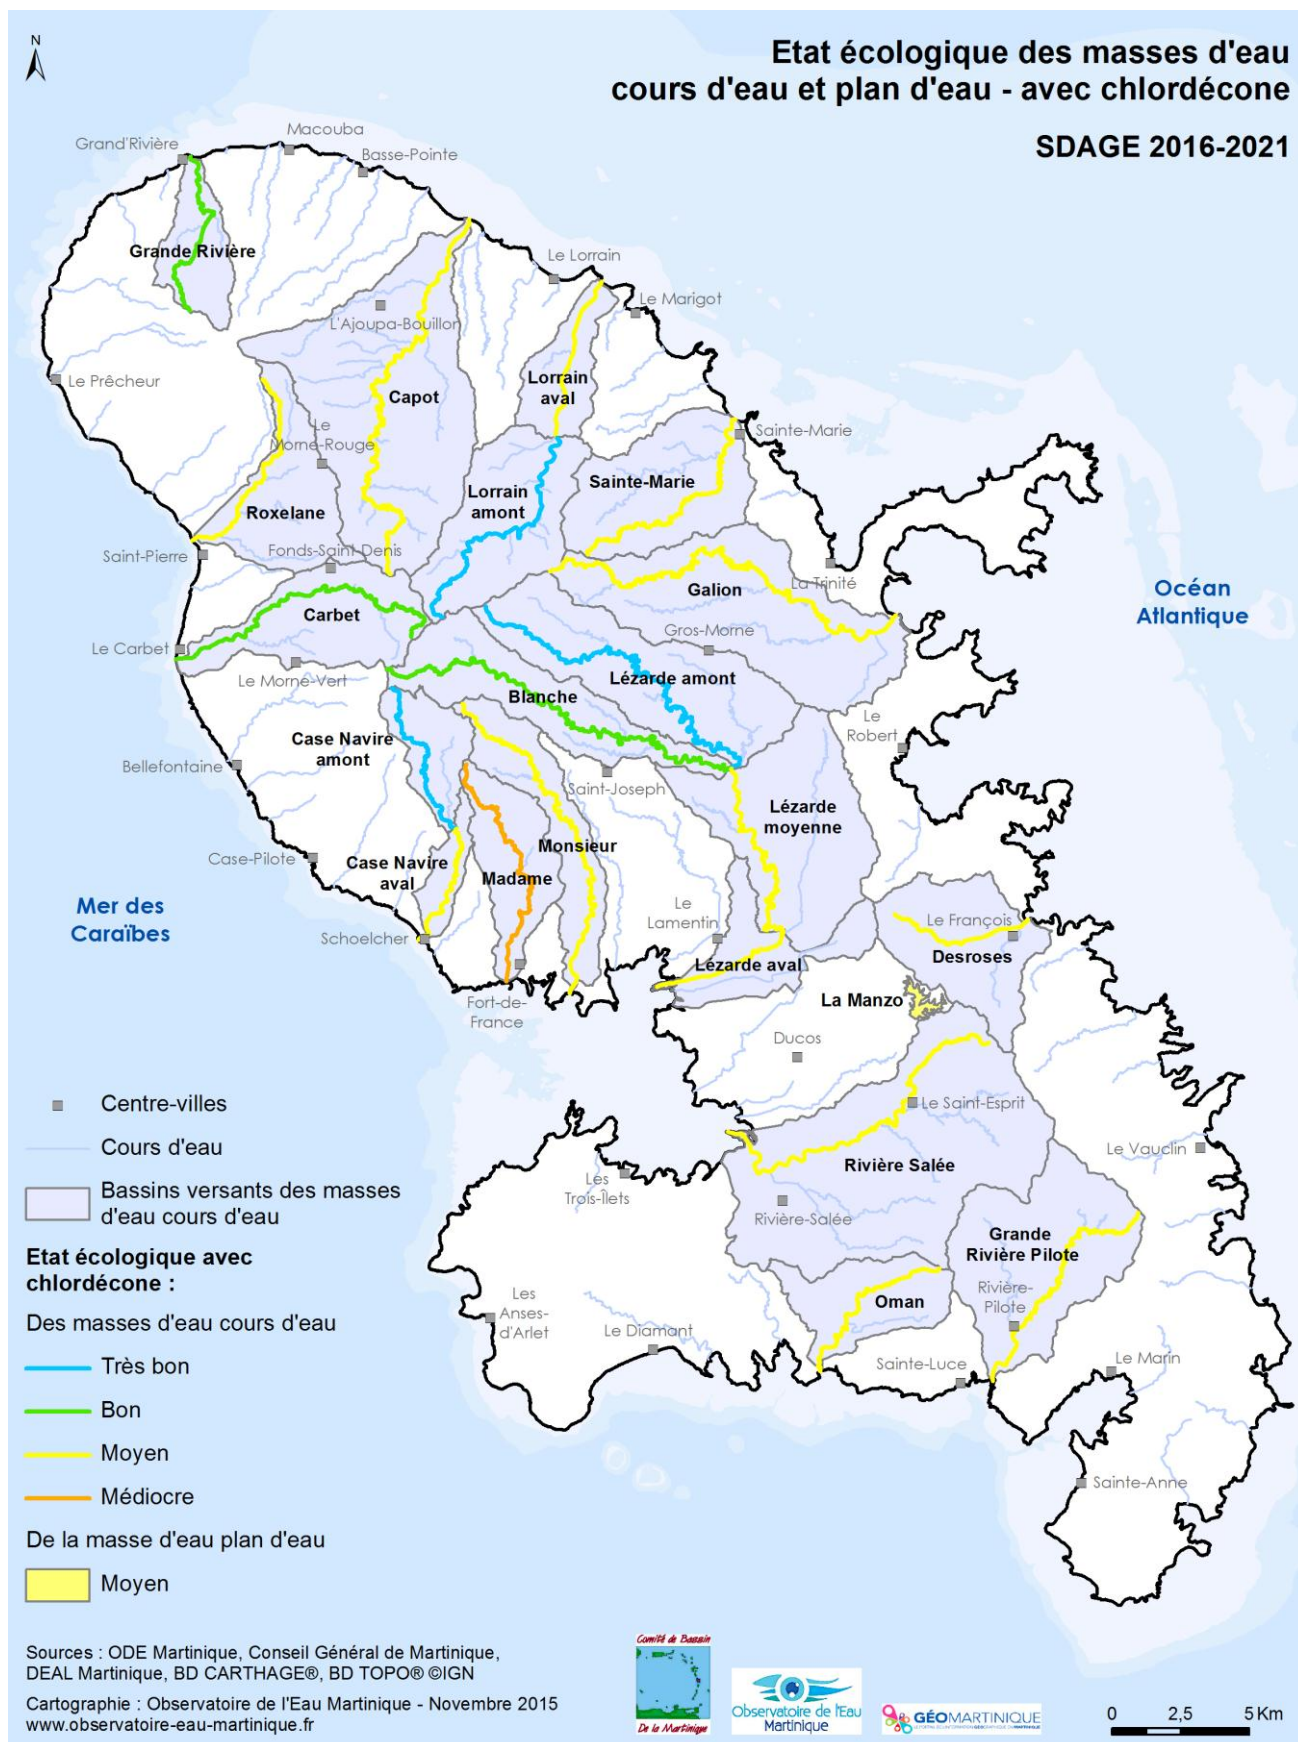 N
Etat écologique des masses d'eau
cours d'eau et plan d'eau - avec chlordécone
SDAGE 2016-2021
Grand'Rivière
Macouba
Basse-Pointe
Grande Rivière
Le Lorrain
Le Marigot
L'Ajoupa-Bouillon
Le Prêcheur
Capot
Lorrain
aval
Le
Morne-Rouge
Sainte-Marie
Sainte-Marie
Lorrain
amont
Roxelane
Saint-Pierre
Fonds-Saint-Denis
La Trinité
Galion
Océan
Atlantique
Carbet
Gros-Morne
Le Carbet
Le Morne-Vert
Lézarde amont
Blanche
Le
Robert
Case Navire
amont
Bellefontaine
Saint-Joseph
Lézarde
moyenne
Monsieur
Case-Pilote
Case Navire
aval
Madame
Mer des
Caraïbes
Le
Lamentin
Le François
Schoelcher
Desroses
Lézarde aval
Fort-de-
France
La Manzo
Ducos
Le Saint-Esprit
Le Vauclin
Rivière Salée
Les
Trois-Îlets
Rivière-Salée
Grande
Rivière Pilote
Rivière-
Pilote
Les
Anses-
d'Arlet
Oman
Le Diamant
Sainte-Luce
Le Marin
Sainte-Anne
Centre-villes
Cours d'eau
Bassins versants des masses
d'eau cours d'eau
Etat écologique avec
chlordécone :
Des masses d'eau cours d'eau
Très bon
Bon
Moyen
Médiocre
De la masse d'eau plan d'eau
Moyen
Sources : ODE Martinique, Conseil Général de Martinique,
DEAL Martinique, BD CARTHAGE®, BD TOPO® ©IGN
Cartographie : Observatoire de l'Eau Martinique - Novembre 2015
www.observatoire-eau-martinique.fr
Comité de Bassin
De la Martinique
Observatoire de l'Eau
Martinique
GÉOMARTINIQUE
0 2,5 5 Km